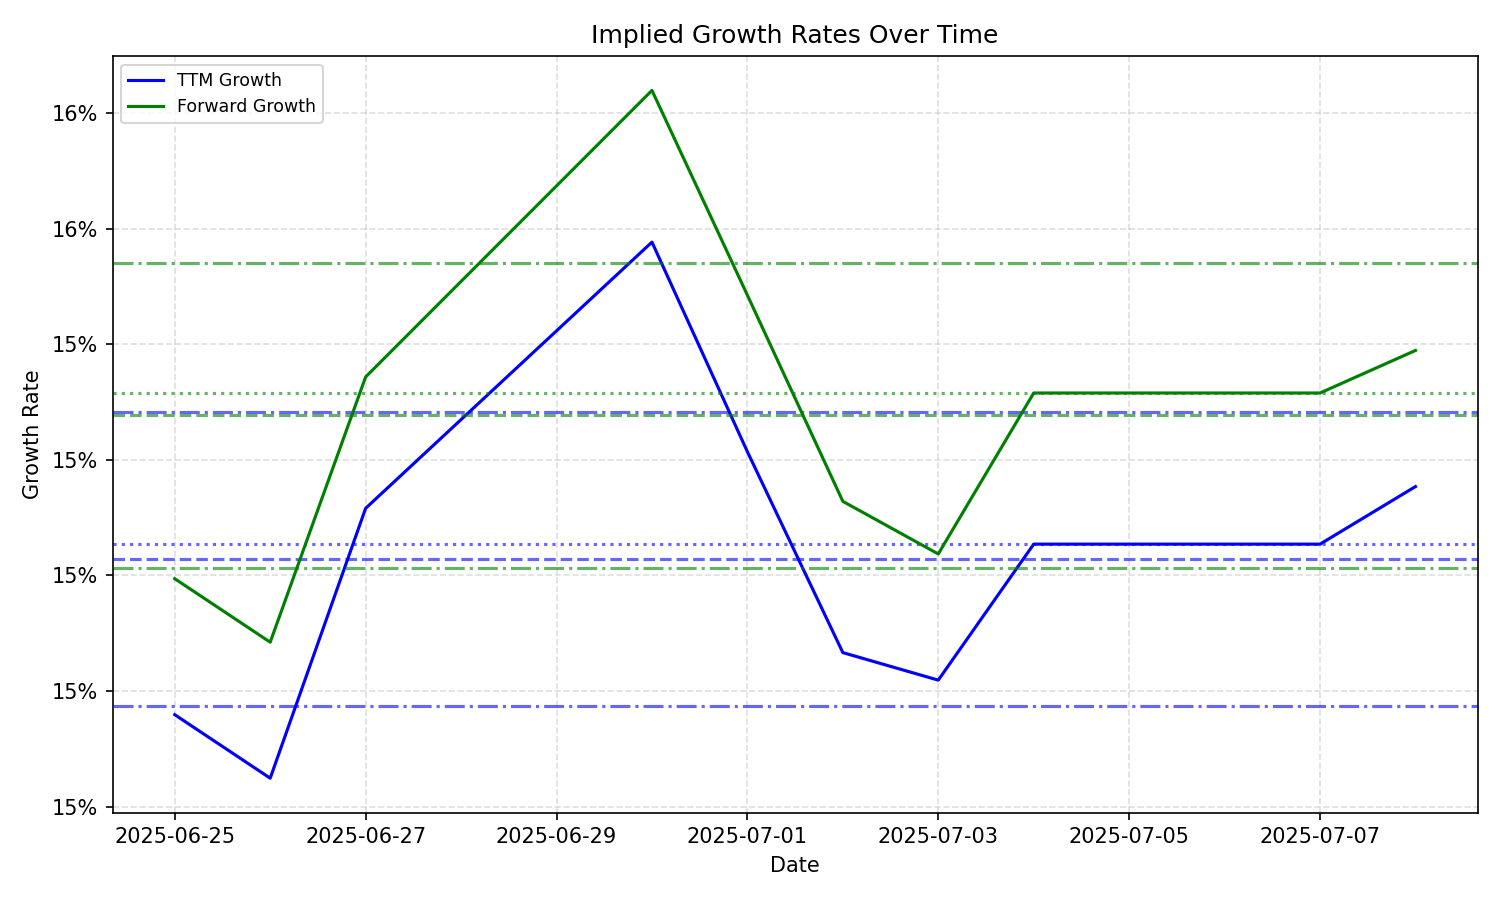 Implied Growth Rates Over Time
TTM Growth
Forward Growth
16%
16%
15%
15%
15%
15%
15%
Growth Rate
2025-06-25
2025-06-27
2025-06-29
2025-07-01
2025-07-03
2025-07-05
2025-07-07
Date